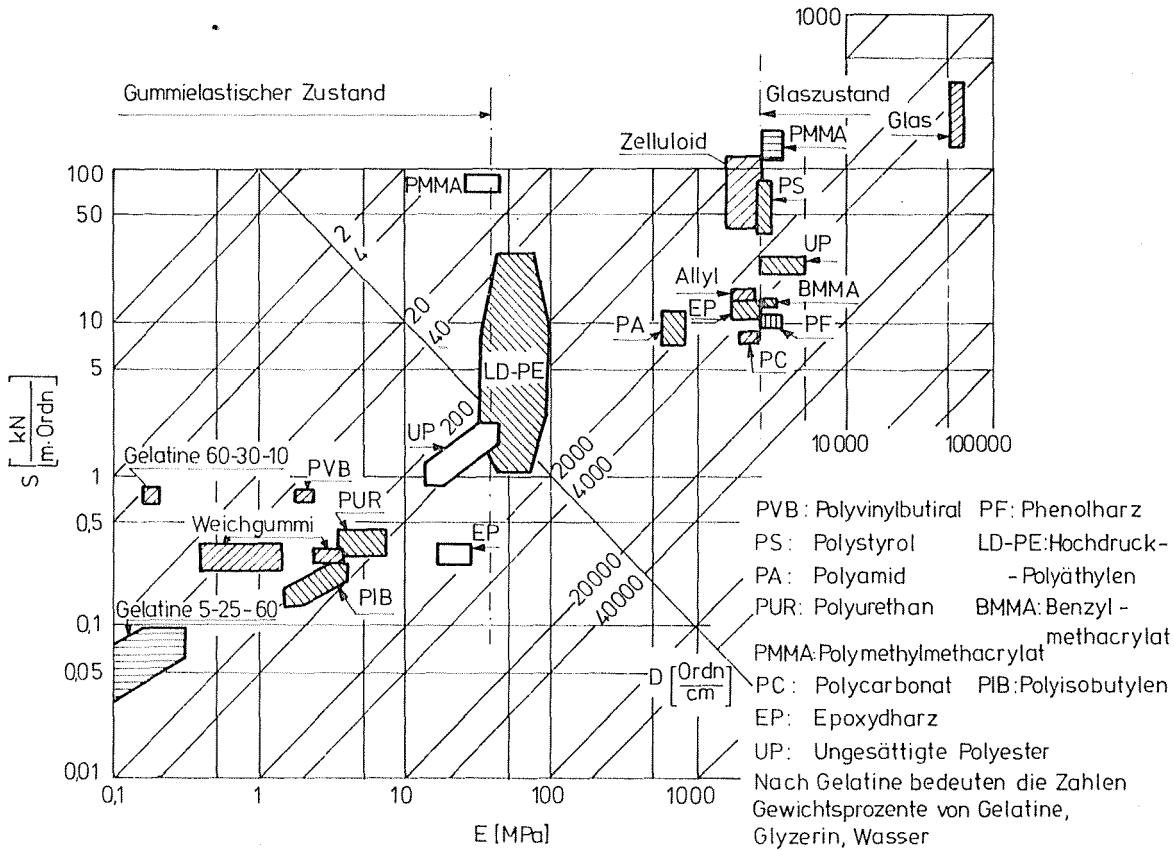 1000
Gummielastischer Zustand
Glaszustand
Glas
Zelluloid
PMMA
100
PMMA
PS
50
2
4
UP
Allyl
BMMA
20
40
10
PA
EP
PF
5
LD-PE
PC
S [kN / m·Ordn]
200
UP
10 000
100000
Gelatine 60-30-10
1
2000
4000
PVB
PUR
0,5
Weichgummi
EP
PIB
20000
40000
Gelatine 5-25-60
0,1
0,05
D [Ordn / cm]
0,01
0,1
1
10
100
1000
E [MPa]
PVB: Polyvinylbutiral PF: Phenolharz
PS: Polystyrol LD-PE: Hochdruck-
PA: Polyamid -Polyäthylen
PUR: Polyurethan BMMA: Benzyl-
methacrylat
PMMA: Polymethylmethacrylat
PC: Polycarbonat PIB: Polyisobutylen
EP: Epoxydharz
UP: Ungesättigte Polyester
Nach Gelatine bedeuten die Zahlen
Gewichtsprozente von Gelatine,
Glyzerin, Wasser